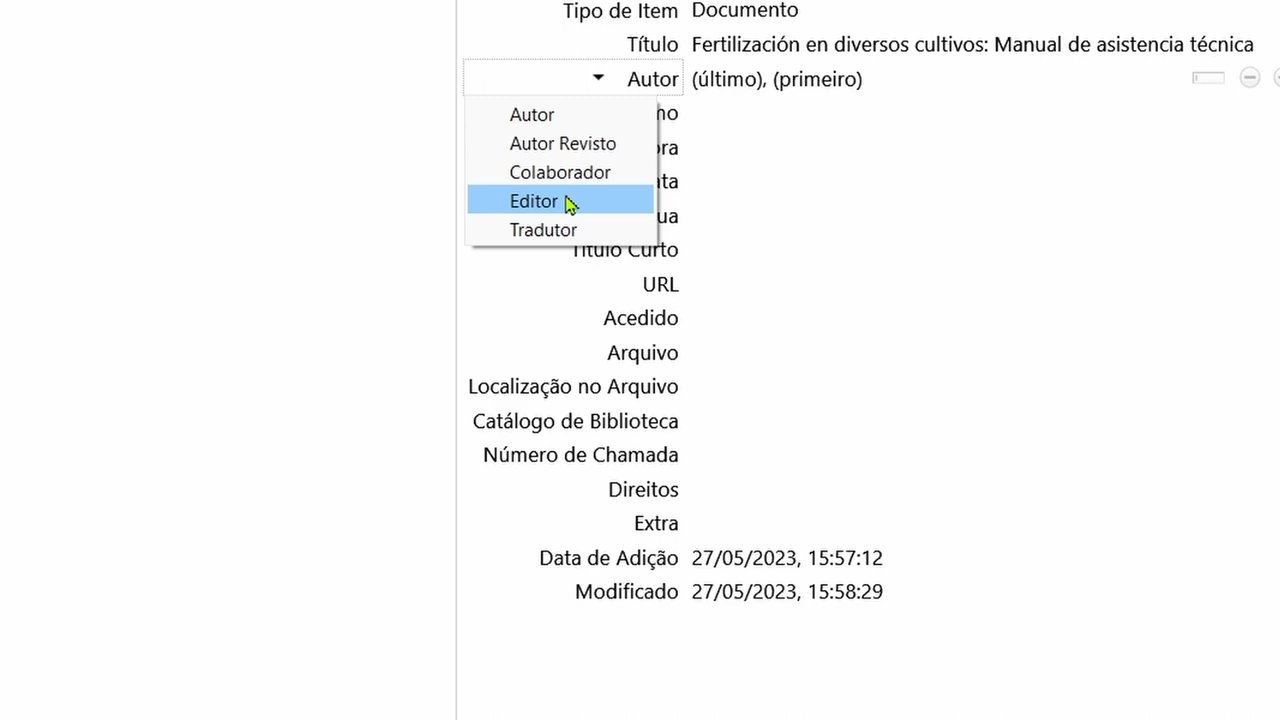 Tipo de Item Documento
Título Fertilización en diversos cultivos: Manual de asistencia técnica
Autor (último), (primeiro)
Autor
Autor Revisto
Colaborador
Editor
Tradutor
Título Curto
URL
Acedido
Arquivo
Localização no Arquivo
Catálogo de Biblioteca
Número de Chamada
Direitos
Extra
Data de Adição 27/05/2023, 15:57:12
Modificado 27/05/2023, 15:58:29